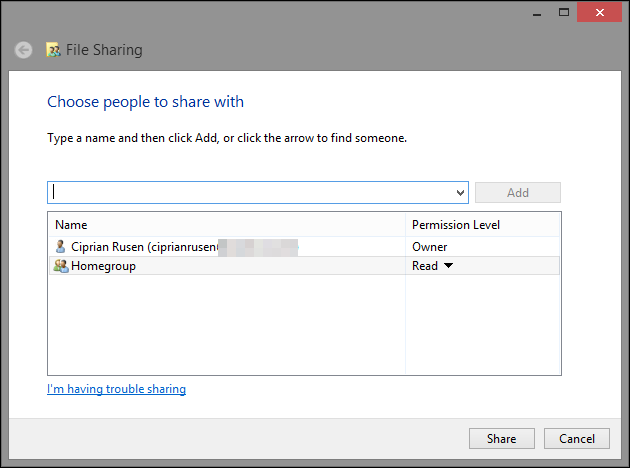 File Sharing
Choose people to share with
Type a name and then click Add, or click the arrow to find someone.
Add
Name Permission Level
Ciprian Rusen (ciprianrusen Owner
Homegroup Read
I'm having trouble sharing
Share Cancel